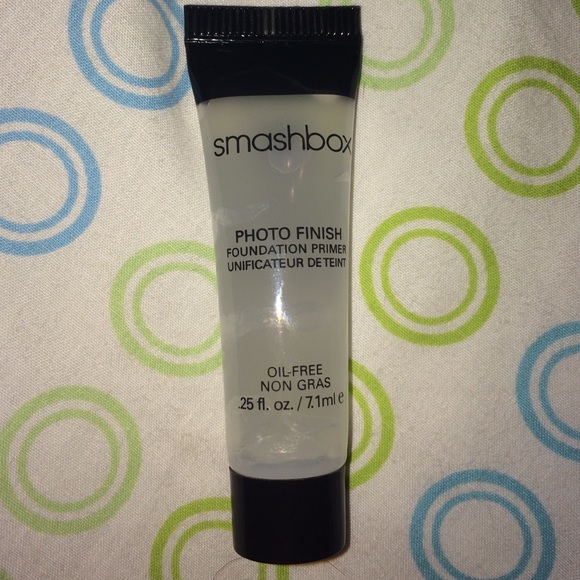 smashbox
PHOTO FINISH
FOUNDATION PRIMER
UNIFICATEUR DE TEINT
OIL-FREE
NON GRAS
.25 fl. oz. / 7.1ml e